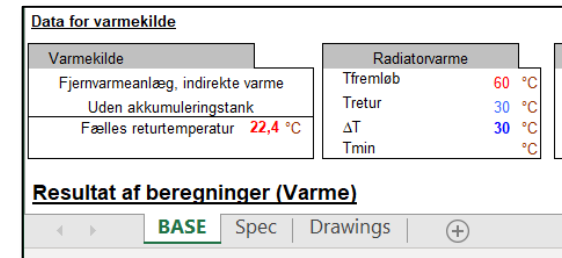 Data for varmekilde
Varmekilde
Fjernvarmeanlæg, indirekte varme
Uden akkumuleringstank
Fælles returtemperatur 22,4 °C
Radiatorvarme
Tfremløb 60 °C
Tretur 30 °C
ΔT 30 °C
Tmin °C
Resultat af beregninger (Varme)
BASE Spec Drawings